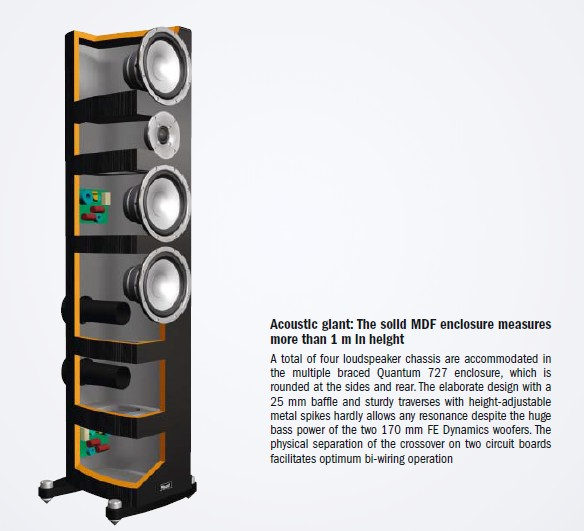 Acoustic giant: The solid MDF enclosure measures
more than 1 m in height
A total of four loudspeaker chassis are accommodated in
the multiple braced Quantum 727 enclosure, which is
rounded at the sides and rear. The elaborate design with a
25 mm baffle and sturdy traverses with height-adjustable
metal spikes hardly allows any resonance despite the huge
bass power of the two 170 mm FE Dynamics woofers. The
physical separation of the crossover on two circuit boards
facilitates optimum bi-wiring operation